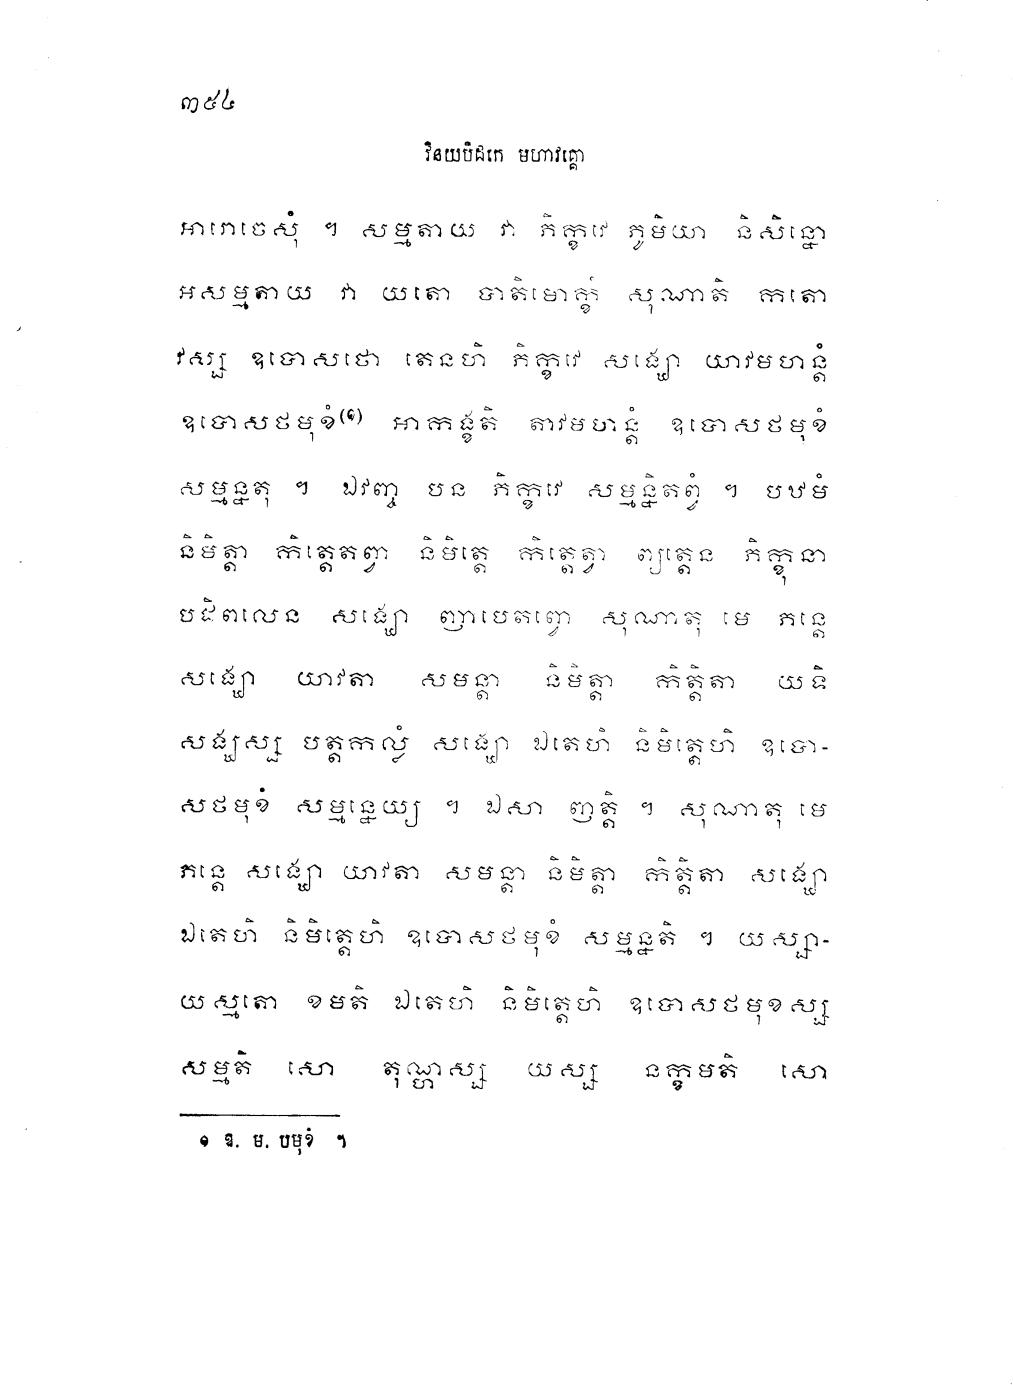 ៣៥៤
វិនយបិដកេ មហាវគ្គោ
អារោចេសុំ ។ សម្មតាយ វា ភិក្ខវេ ភូមិយា និសិន្នោ
អសម្មតាយ វា យតោ បាតិមោក្ខំ សុណាតិ កតោ
វស្ស ឧបោសថោ តេនហិ ភិក្ខវេ សង្ឃោ យាវមហន្តំ
ឧបោសថមុខំ(១) អាកង្ខតិ តាវមហន្តំ ឧបោសថមុខំ
សម្មន្នតុ ។ ឯវញ្ច បន ភិក្ខវេ សម្មន្និតព្វំ ។ បឋមំ
និមិត្តា កិត្តេតព្វា និមិត្តេ កិត្តេត្វា ព្យត្តេន ភិក្ខុនា
បដិពលេន សង្ឃោ ញាបេតព្វោ សុណាតុ មេ ភន្តេ
សង្ឃោ យាវតា សមន្តា និមិត្តា កិត្តិតា យទិ
សង្ឃស្ស បត្តកល្លំ សង្ឃោ ឯតេហិ និមិត្តេហិ ឧបោ-
សថមុខំ សម្មន្នេយ្យ ។ ឯសា ញត្តិ ។ សុណាតុ មេ
ភន្តេ សង្ឃោ យាវតា សមន្តា និមិត្តា កិត្តិតា សង្ឃោ
ឯតេហិ និមិត្តេហិ ឧបោសថមុខំ សម្មន្នតិ ។ យស្សា-
យស្មតោ ខមតិ ឯតេហិ និមិត្តេហិ ឧបោសថមុខស្ស
សម្មតិ សោ តុណ្ហស្ស យស្ស នក្ខមតិ សោ
១ ឱ. ម. បមុខំ ។